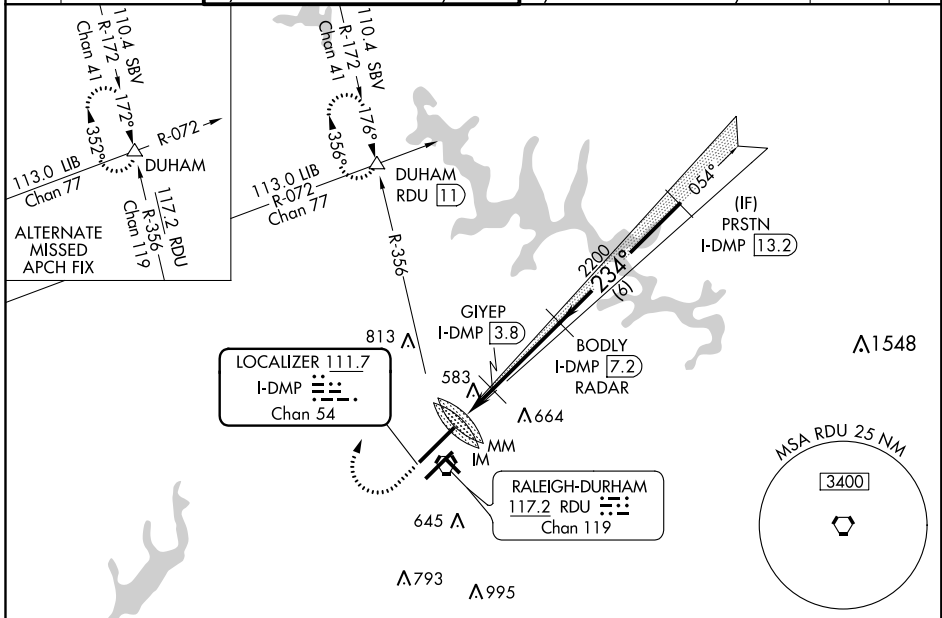 110.4 SBV
R-172
Chan 41
172°
352°
R-072
DUHAM
113.0 LIB
Chan 77
117.2 RDU
R-356
Chan 119
ALTERNATE
MISSED
APCH FIX
110.4 SBV
R-172
Chan 41
176°
356°
113.0 LIB
R-072
Chan 77
DUHAM
RDU 11
R-356
054°
(IF)
PRSTN
I-DMP 13.2
2200
234°
(6)
GIYEP
I-DMP 3.8
BODLY
I-DMP 7.2
RADAR
813
583
664
1548
LOCALIZER 111.7
I-DMP
Chan 54
MM
IM
RALEIGH-DURHAM
117.2 RDU
Chan 119
645
793
995
MSA RDU 25 NM
3400